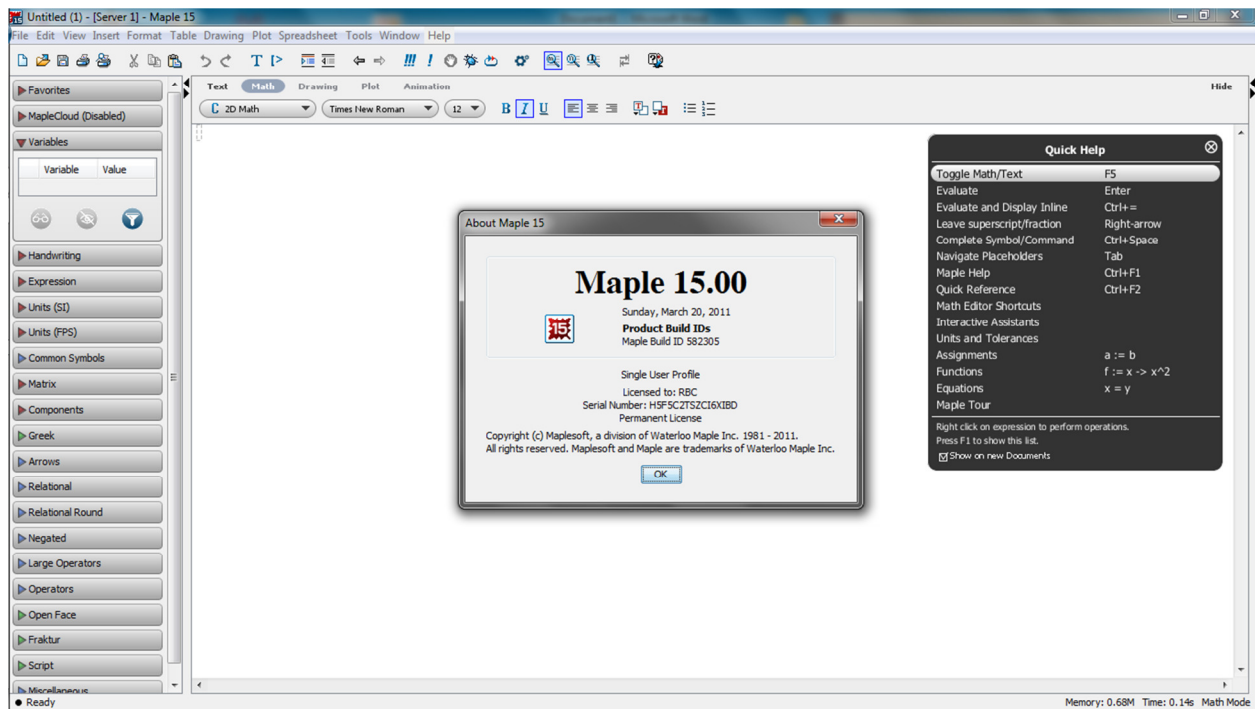 Untitled (1) - [Server 1] - Maple 15
File Edit View Insert Format Table Drawing Plot Spreadsheet Tools Window Help
Text Math Drawing Plot Animation Hide
C 2D Math Times New Roman 12 B I U
Favorites
MapleCloud (Disabled)
Variables
Variable Value
Handwriting
Expression
Units (SI)
Units (FPS)
Common Symbols
Matrix
Components
Greek
Arrows
Relational
Relational Round
Negated
Large Operators
Operators
Open Face
Fraktur
Script
Miscellaneous
About Maple 15
Maple 15.00
Sunday, March 20, 2011
15
Product Build IDs
Maple Build ID 582305
Single User Profile
Licensed to: RBC
Serial Number: H5F5C2TSZCI6XIBD
Permanent License
Copyright (c) Maplesoft, a division of Waterloo Maple Inc. 1981 - 2011.
All rights reserved. Maplesoft and Maple are trademarks of Waterloo Maple Inc.
OK
Quick Help
Toggle Math/Text F5
Evaluate Enter
Evaluate and Display Inline Ctrl+=
Leave superscript/fraction Right-arrow
Complete Symbol/Command Ctrl+Space
Navigate Placeholders Tab
Maple Help Ctrl+F1
Quick Reference Ctrl+F2
Math Editor Shortcuts
Interactive Assistants
Units and Tolerances
Assignments a := b
Functions f := x -> x^2
Equations x = y
Maple Tour
Right click on expression to perform operations.
Press F1 to show this list.
Show on new Documents
Ready
Memory: 0.68M Time: 0.14s Math Mode